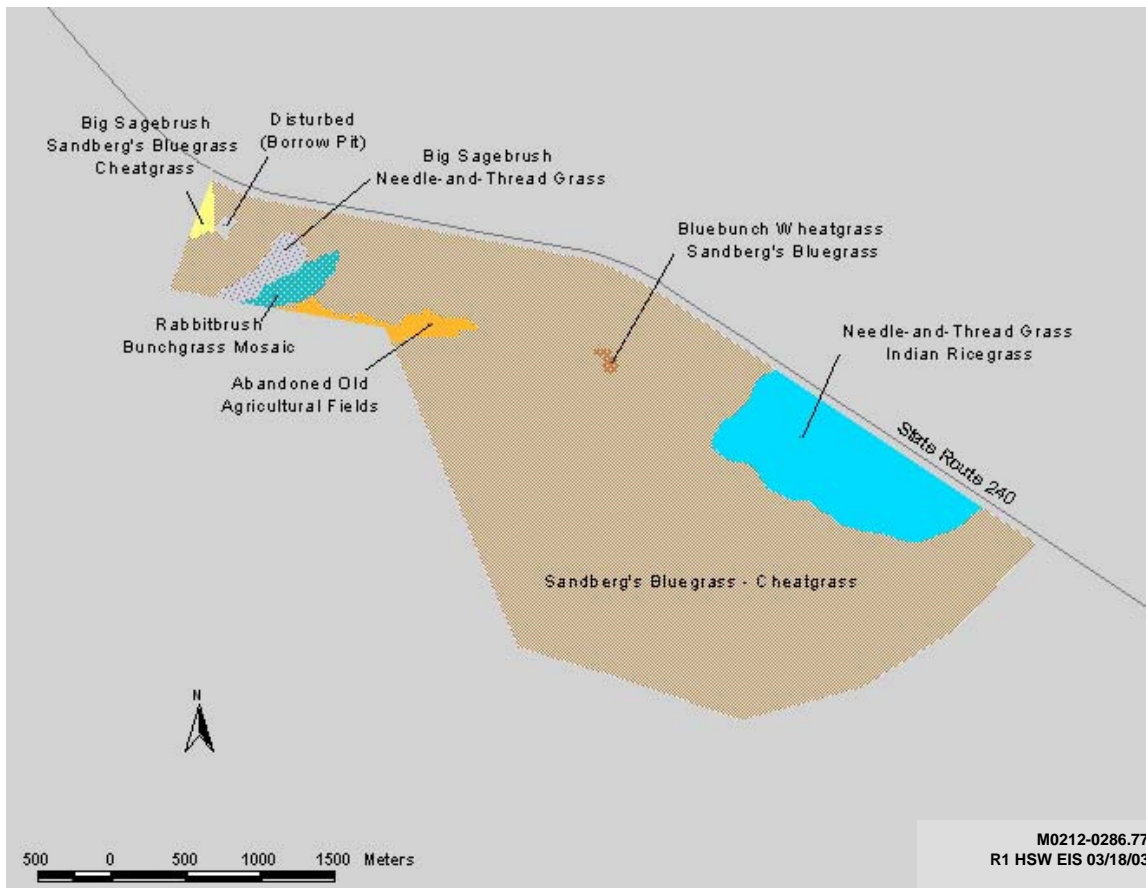 Big Sagebrush
Sandberg's Bluegrass
Cheatgrass
Disturbed
(Borrow Pit)
Big Sagebrush
Needle-and-Thread Grass
Bluebunch Wheatgrass
Sandberg's Bluegrass
Rabbitbrush
Bunchgrass Mosaic
Needle-and-Thread Grass
Indian Ricegrass
Abandoned Old
Agricultural Fields
State Route 240
Sandberg's Bluegrass - Cheatgrass
N
500 0 500 1000 1500 Meters
M0212-0286.77
R1 HSW EIS 03/18/03